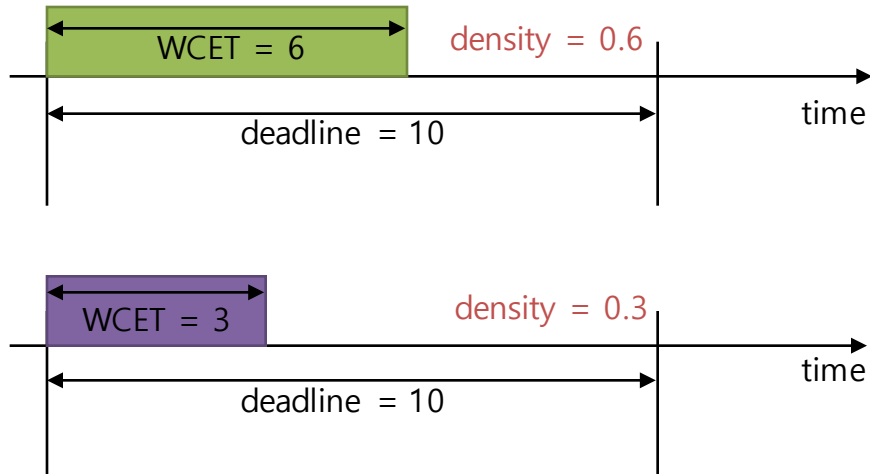 WCET = 6
density = 0.6
time
deadline = 10
WCET = 3
density = 0.3
time
deadline = 10